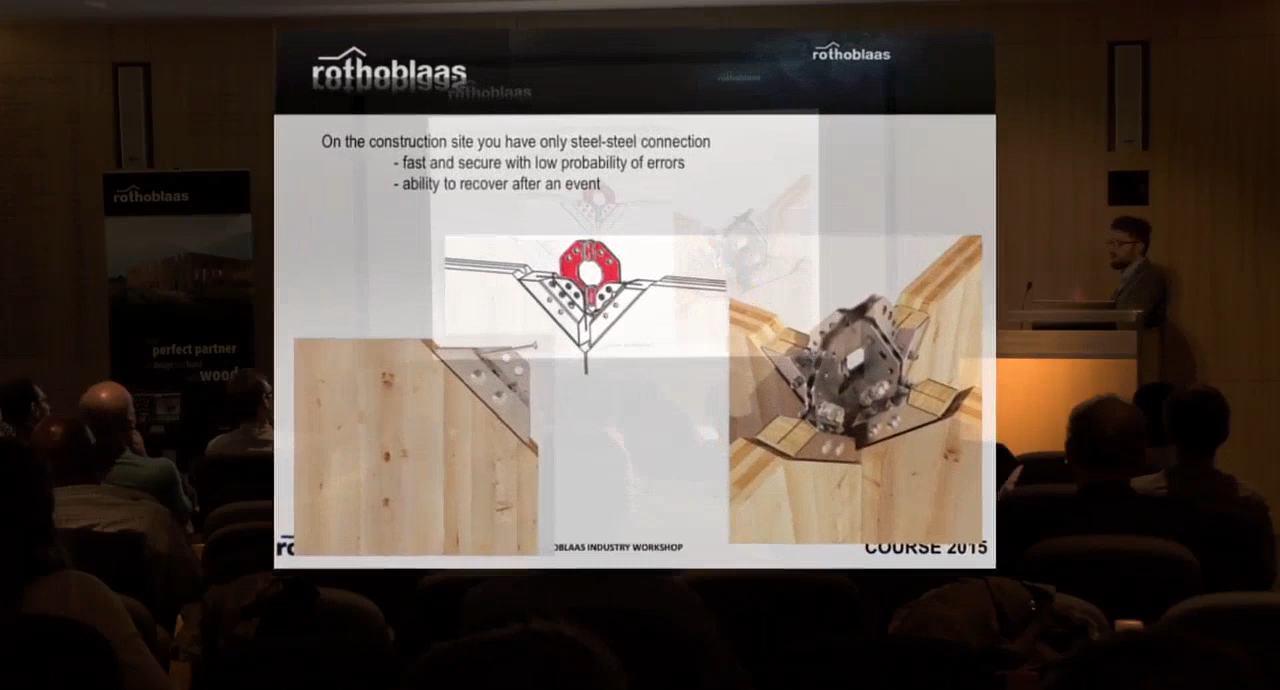 rothoblaas
rothoblaas
rothoblaas
rothoblaas
On the construction site you have only steel-steel connection
- fast and secure with low probability of errors
- ability to recover after an event
rothoblaas
perfect partner
wood
OBLAAS INDUSTRY WORKSHOP
COURSE 2015